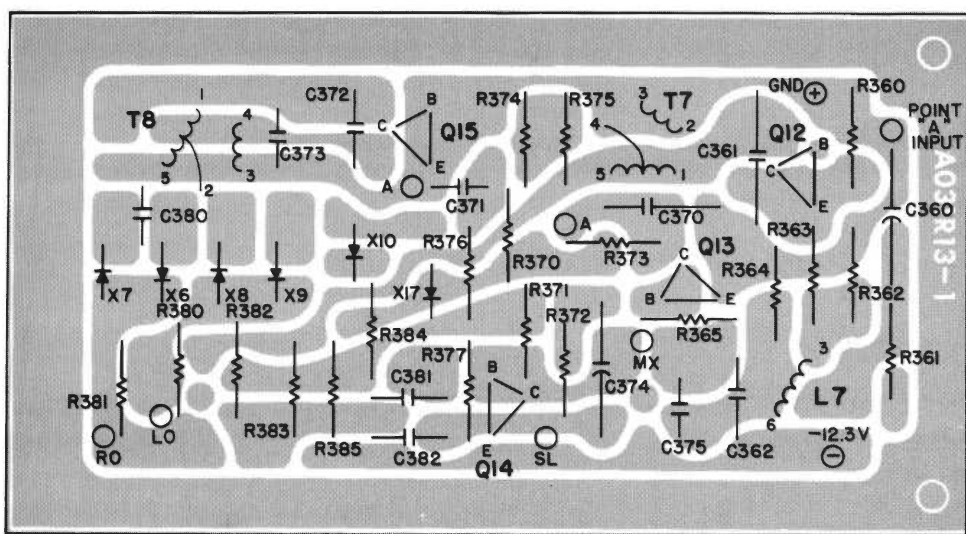 GND
R360
C372
R374
R375
T7
3
2
POINT
"A"
INPUT
T8
1
4
C
B
Q15
E
4
C361
Q12
B
C
E
C373
5
2
3
A
C371
5
1
C380
X10
R376
R370
A
C370
R373
Q13
C
B
E
R363
R364
C360
R362
X7
X6
X8
X9
X17
R371
R372
R380
R382
R384
R365
MX
R361
R381
R377
C381
B
C
E
C374
3
L7
6
LO
RO
R383
R385
C382
Q14
SL
C375
C362
-12.3V
A03R13-1